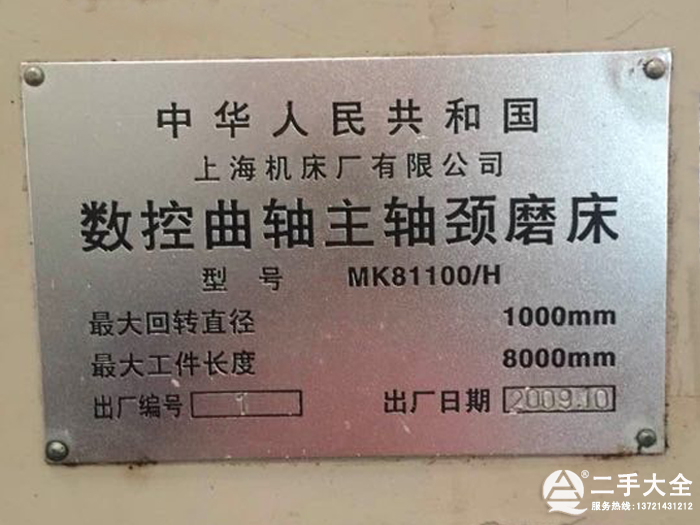 中华人民共和国
上海机床厂有限公司
数控曲轴主轴颈磨床
型号 MK81100/H
最大回转直径 1000mm
最大工件长度 8000mm
出厂编号 1 出厂日期 2009.10
®二手大全
服务热线:13721431212